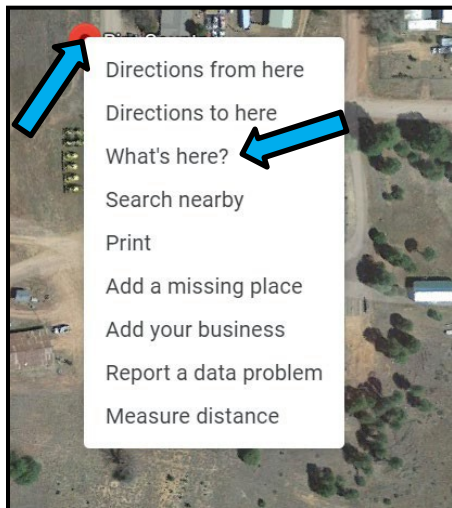 Directions from here
Directions to here
What's here?
Search nearby
Print
Add a missing place
Add your business
Report a data problem
Measure distance